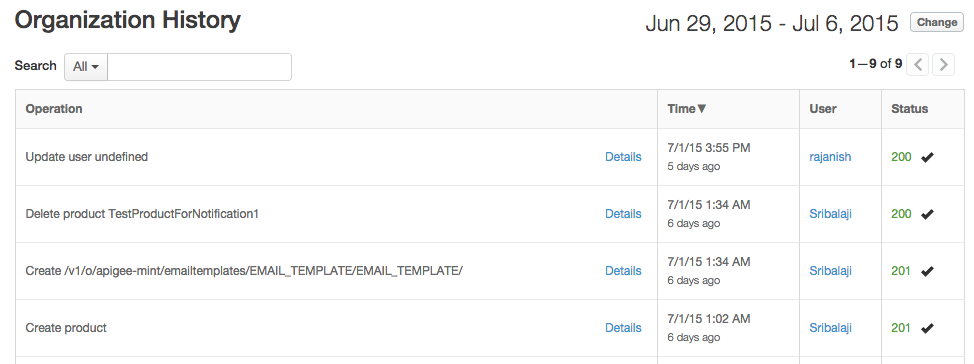 Organization History
Jun 29, 2015 - Jul 6, 2015 Change
Search All 1—9 of 9
Operation Time▼ User Status
Update user undefined Details 7/1/15 3:55 PM rajanish 200 ✔
5 days ago
Delete product TestProductForNotification1 Details 7/1/15 1:34 AM Sribalaji 200 ✔
6 days ago
Create /v1/o/apigee-mint/emailtemplates/EMAIL_TEMPLATE/EMAIL_TEMPLATE/ Details 7/1/15 1:34 AM Sribalaji 201 ✔
6 days ago
Create product Details 7/1/15 1:02 AM Sribalaji 201 ✔
6 days ago